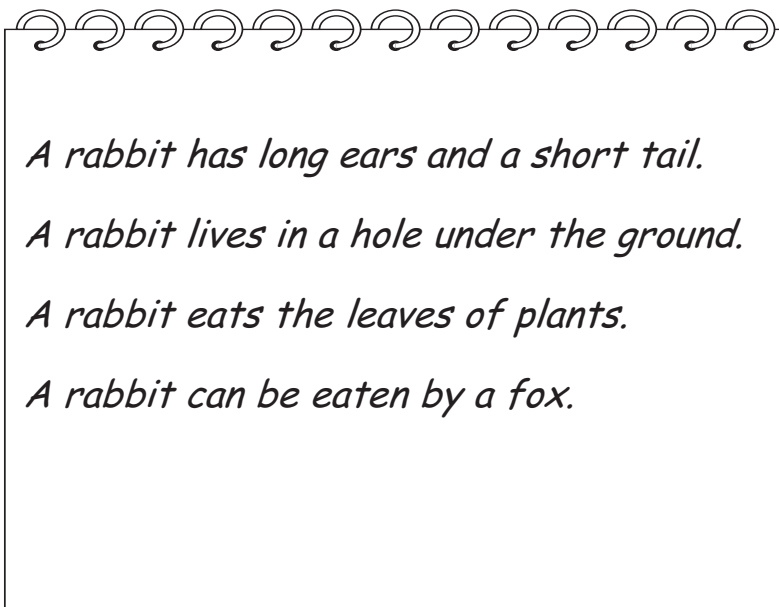 A rabbit has long ears and a short tail.
A rabbit lives in a hole under the ground.
A rabbit eats the leaves of plants.
A rabbit can be eaten by a fox.